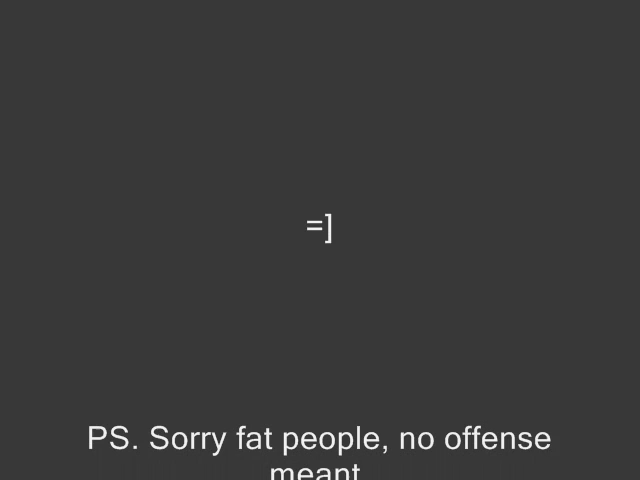 =]
PS. Sorry fat people, no offense
meant